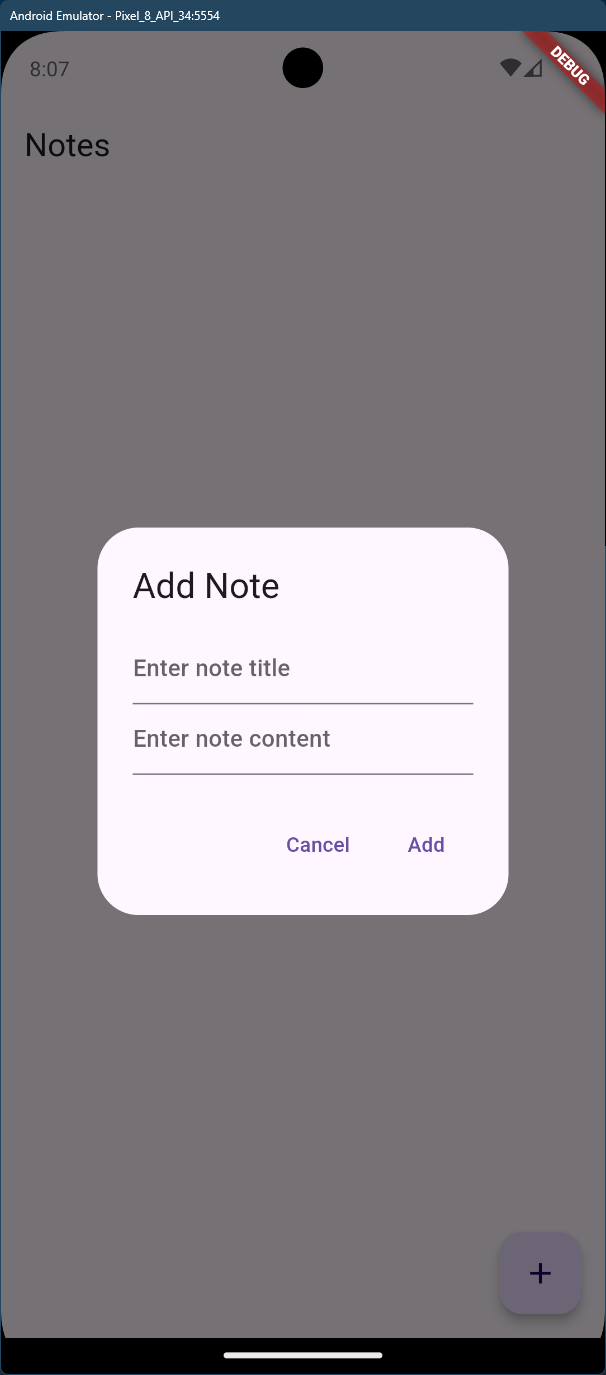 Android Emulator - Pixel_8_API_34:5554
8:07
DEBUG
Notes
Add Note
Enter note title
Enter note content
Cancel Add
+